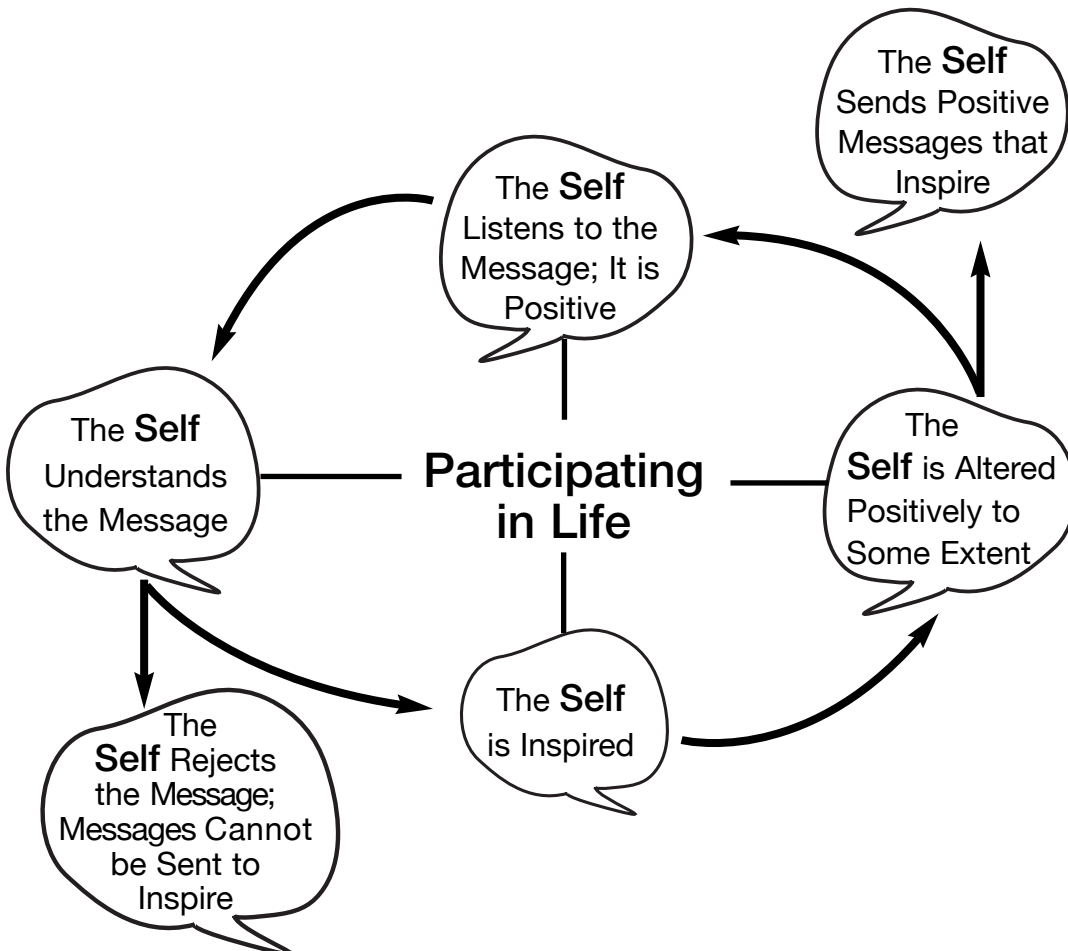 The Self
Sends Positive
Messages that
Inspire
The Self
Listens to the
Message; It is
Positive
The Self
Understands
the Message
Participating
in Life
The
Self is Altered
Positively to
Some Extent
The Self
is Inspired
The
Self Rejects
the Message;
Messages Cannot
be Sent to
Inspire